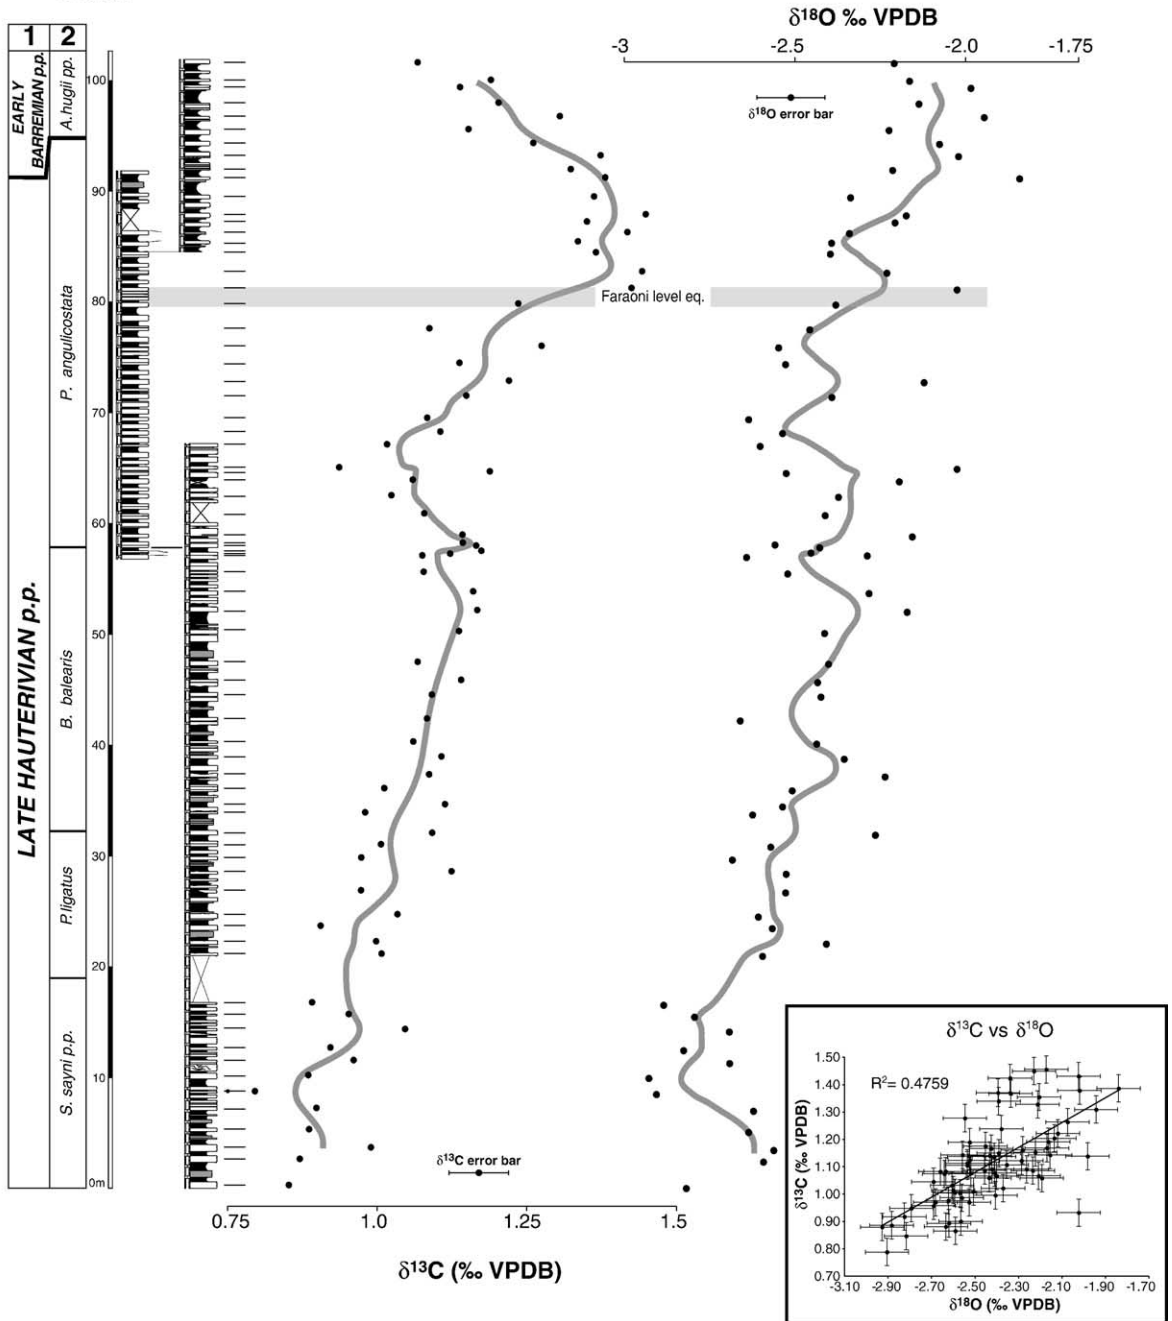 δ18O ‰ VPDB
-3 -2.5 -2.0 -1.75
1 2
EARLY BARREMIAN p.p.
A.hugii pp.
100
δ18O error bar
90
P. angulicostata
80
Faraoni level eq.
70
60
LATE HAUTERIVIAN p.p.
50
B. balearis
40
30
P.ligatus
20
S. sayni p.p.
10
0m
δ13C error bar
0.75 1.0 1.25 1.5
δ13C (‰ VPDB)
δ13C vs δ18O
R2= 0.4759
δ13C (‰ VPDB)
1.50
1.40
1.30
1.20
1.10
1.00
0.90
0.80
0.70
-3.10 -2.90 -2.70 -2.50 -2.30 -2.10 -1.90 -1.70
δ18O (‰ VPDB)